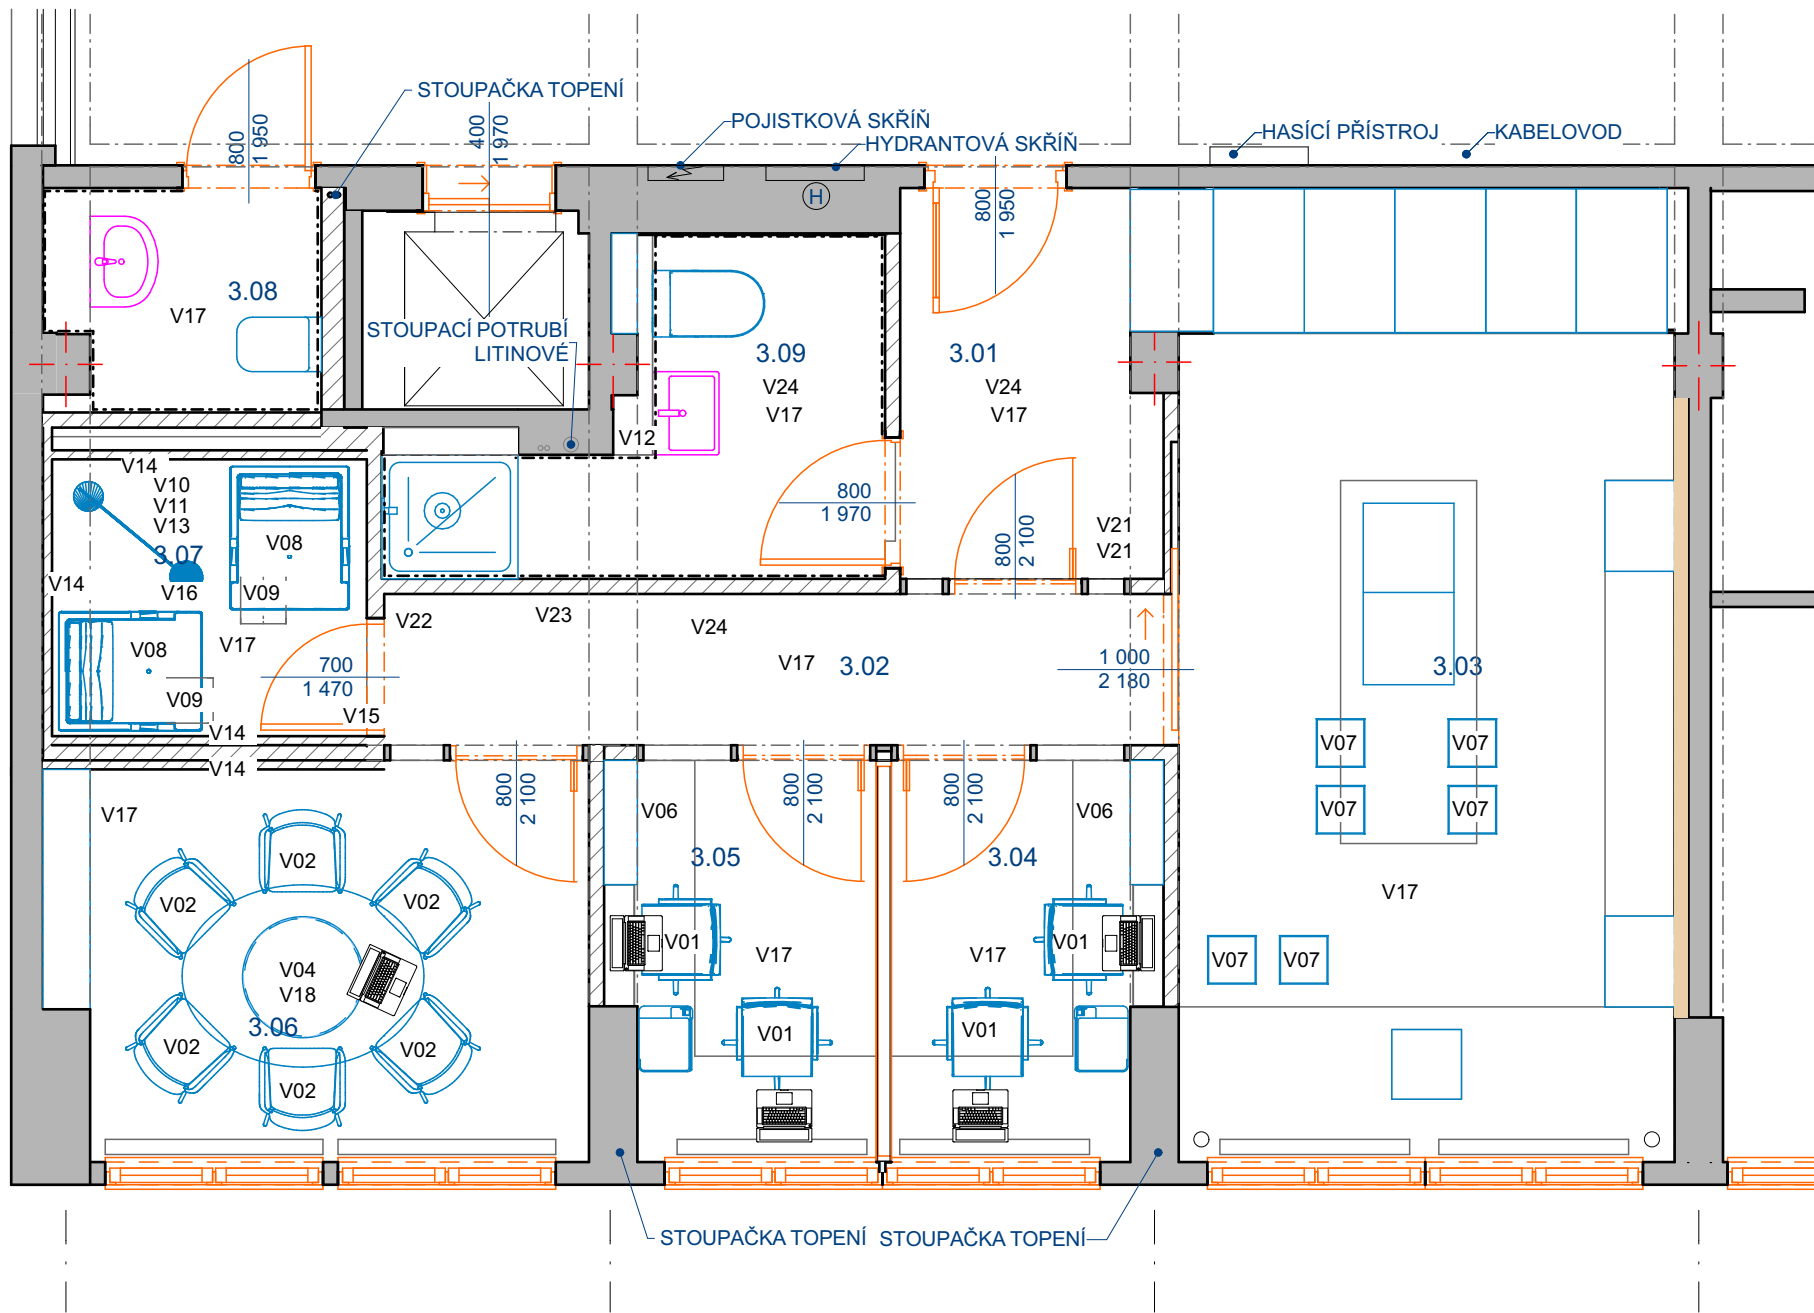 STOUPAČKA TOPENÍ
POJISTKOVÁ SKŘÍŇ
HYDRANTOVÁ SKŘÍŇ
HASÍCÍ PŘÍSTROJ
KABELOVOD
800
1 950
400
1 970
H
800
1 950
3.08
V17
STOUPACÍ POTRUBÍ
LITINOVÉ
3.09
V24
V17
3.01
V24
V17
V12
V14
V10
V11
V13
3.07
V16
V08
V09
V14
V08
V09
V17
V14
V14
800
1 970
800
2 100
V21
V21
V22
V23
V24
V17
3.02
700
1 470
V15
1 000
2 180
3.03
V07
V07
V07
V07
V17
V07
V07
800
2 100
800
2 100
800
2 100
V17
V02
V02
V02
V04
V18
3.06
V02
V02
V02
V06
3.05
V01
V17
V01
V06
3.04
V01
V17
V01
STOUPAČKA TOPENÍ
STOUPAČKA TOPENÍ